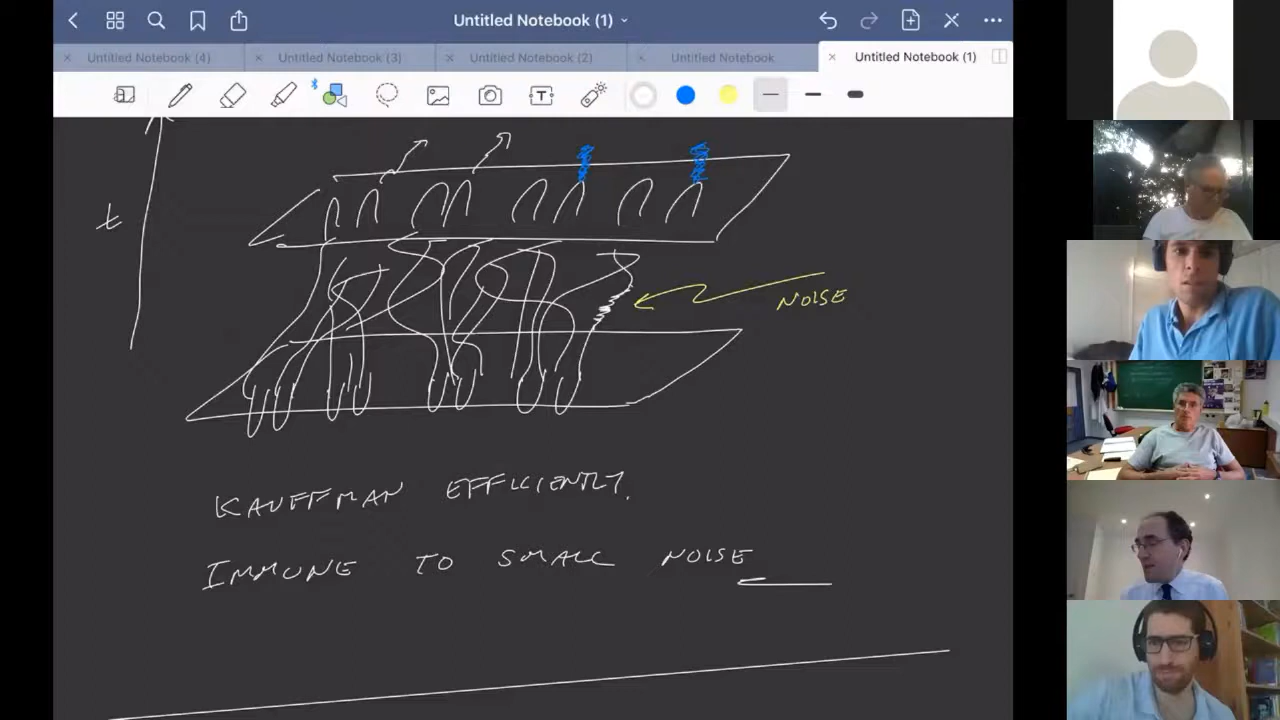 Untitled Notebook (1)
Untitled Notebook (4)
Untitled Notebook (3)
Untitled Notebook (2)
Untitled Notebook
Untitled Notebook (1)
T
t
NOISE
KAUFFMAN EFFICIENTLY.
IMMUNE TO SMALL NOISE